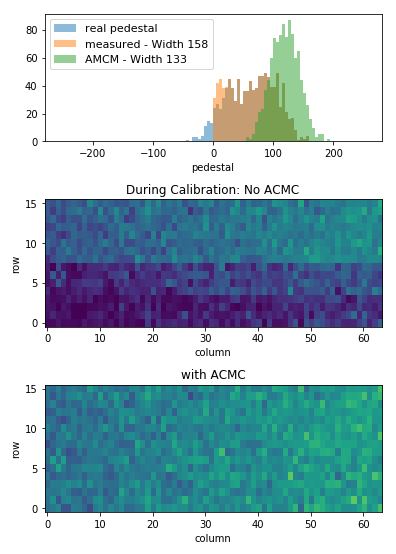 80
60
40
20
0
real pedestal
measured - Width 158
AMCM - Width 133
−200 −100 0 100 200
pedestal
During Calibration: No ACMC
15
10
5
0
row
0 10 20 30 40 50 60
column
with ACMC
15
10
5
0
row
0 10 20 30 40 50 60
column